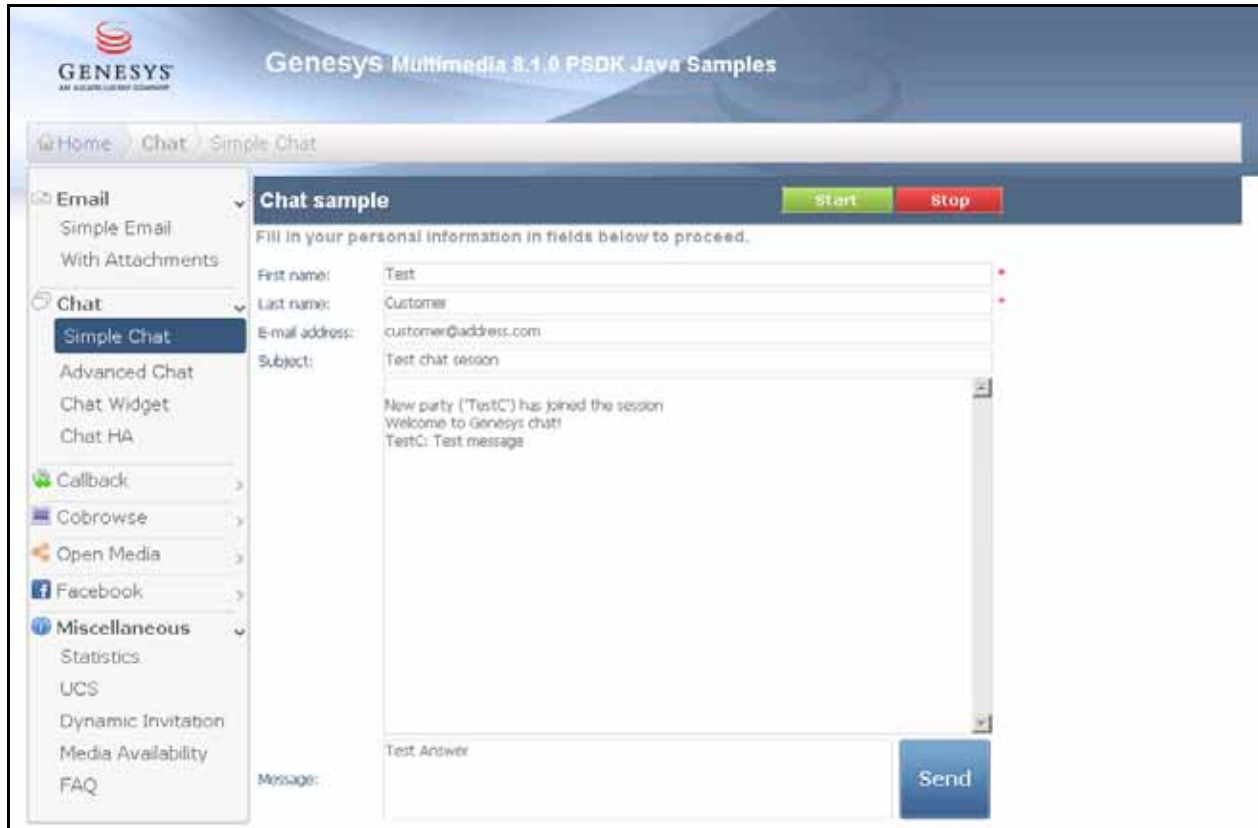 GENESYS
AN ALCATEL-LUCENT COMPANY
Genesys Multimedia 8.1.0 PSDK Java Samples
Home Chat Simple Chat
Email
Simple Email
With Attachments
Chat
Simple Chat
Advanced Chat
Chat Widget
Chat HA
Callback
Cobrowse
Open Media
Facebook
Miscellaneous
Statistics
UCS
Dynamic Invitation
Media Availability
FAQ
Chat sample Start Stop
Fill in your personal information in fields below to proceed.
First name: Test *
Last name: Customer *
E-mail address: customer@address.com
Subject: Test chat session
New party ('TestC') has joined the session
Welcome to Genesys chat!
TestC: Test message
Message: Test Answer
Send